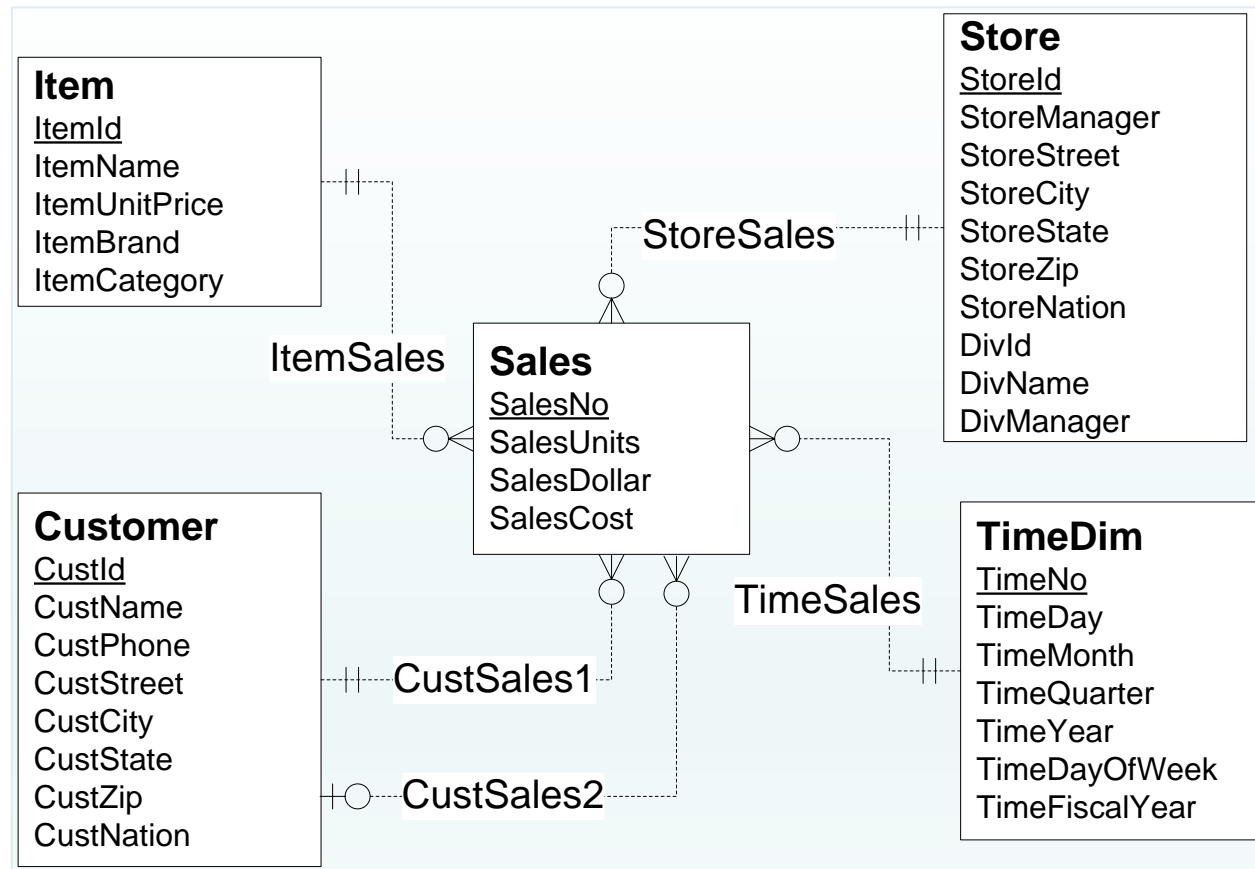 Item
ItemId
ItemName
ItemUnitPrice
ItemBrand
ItemCategory
Store
StoreId
StoreManager
StoreStreet
StoreCity
StoreState
StoreZip
StoreNation
DivId
DivName
DivManager
StoreSales
ItemSales
Sales
SalesNo
SalesUnits
SalesDollar
SalesCost
Customer
CustId
CustName
CustPhone
CustStreet
CustCity
CustState
CustZip
CustNation
CustSales1
CustSales2
TimeSales
TimeDim
TimeNo
TimeDay
TimeMonth
TimeQuarter
TimeYear
TimeDayOfWeek
TimeFiscalYear